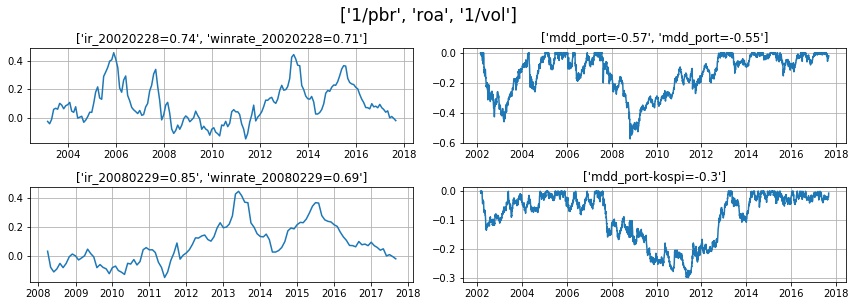 ['1/pbr', 'roa', '1/vol']
['ir_20020228=0.74', 'winrate_20020228=0.71']
['mdd_port=-0.57', 'mdd_port=-0.55']
0.4
0.2
0.0
2004 2006 2008 2010 2012 2014 2016 2018
0.0
−0.2
−0.4
−0.6
2002 2004 2006 2008 2010 2012 2014 2016 2018
['ir_20080229=0.85', 'winrate_20080229=0.69']
['mdd_port-kospi=-0.3']
0.4
0.2
0.0
2008 2009 2010 2011 2012 2013 2014 2015 2016 2017 2018
0.0
−0.1
−0.2
−0.3
2002 2004 2006 2008 2010 2012 2014 2016 2018